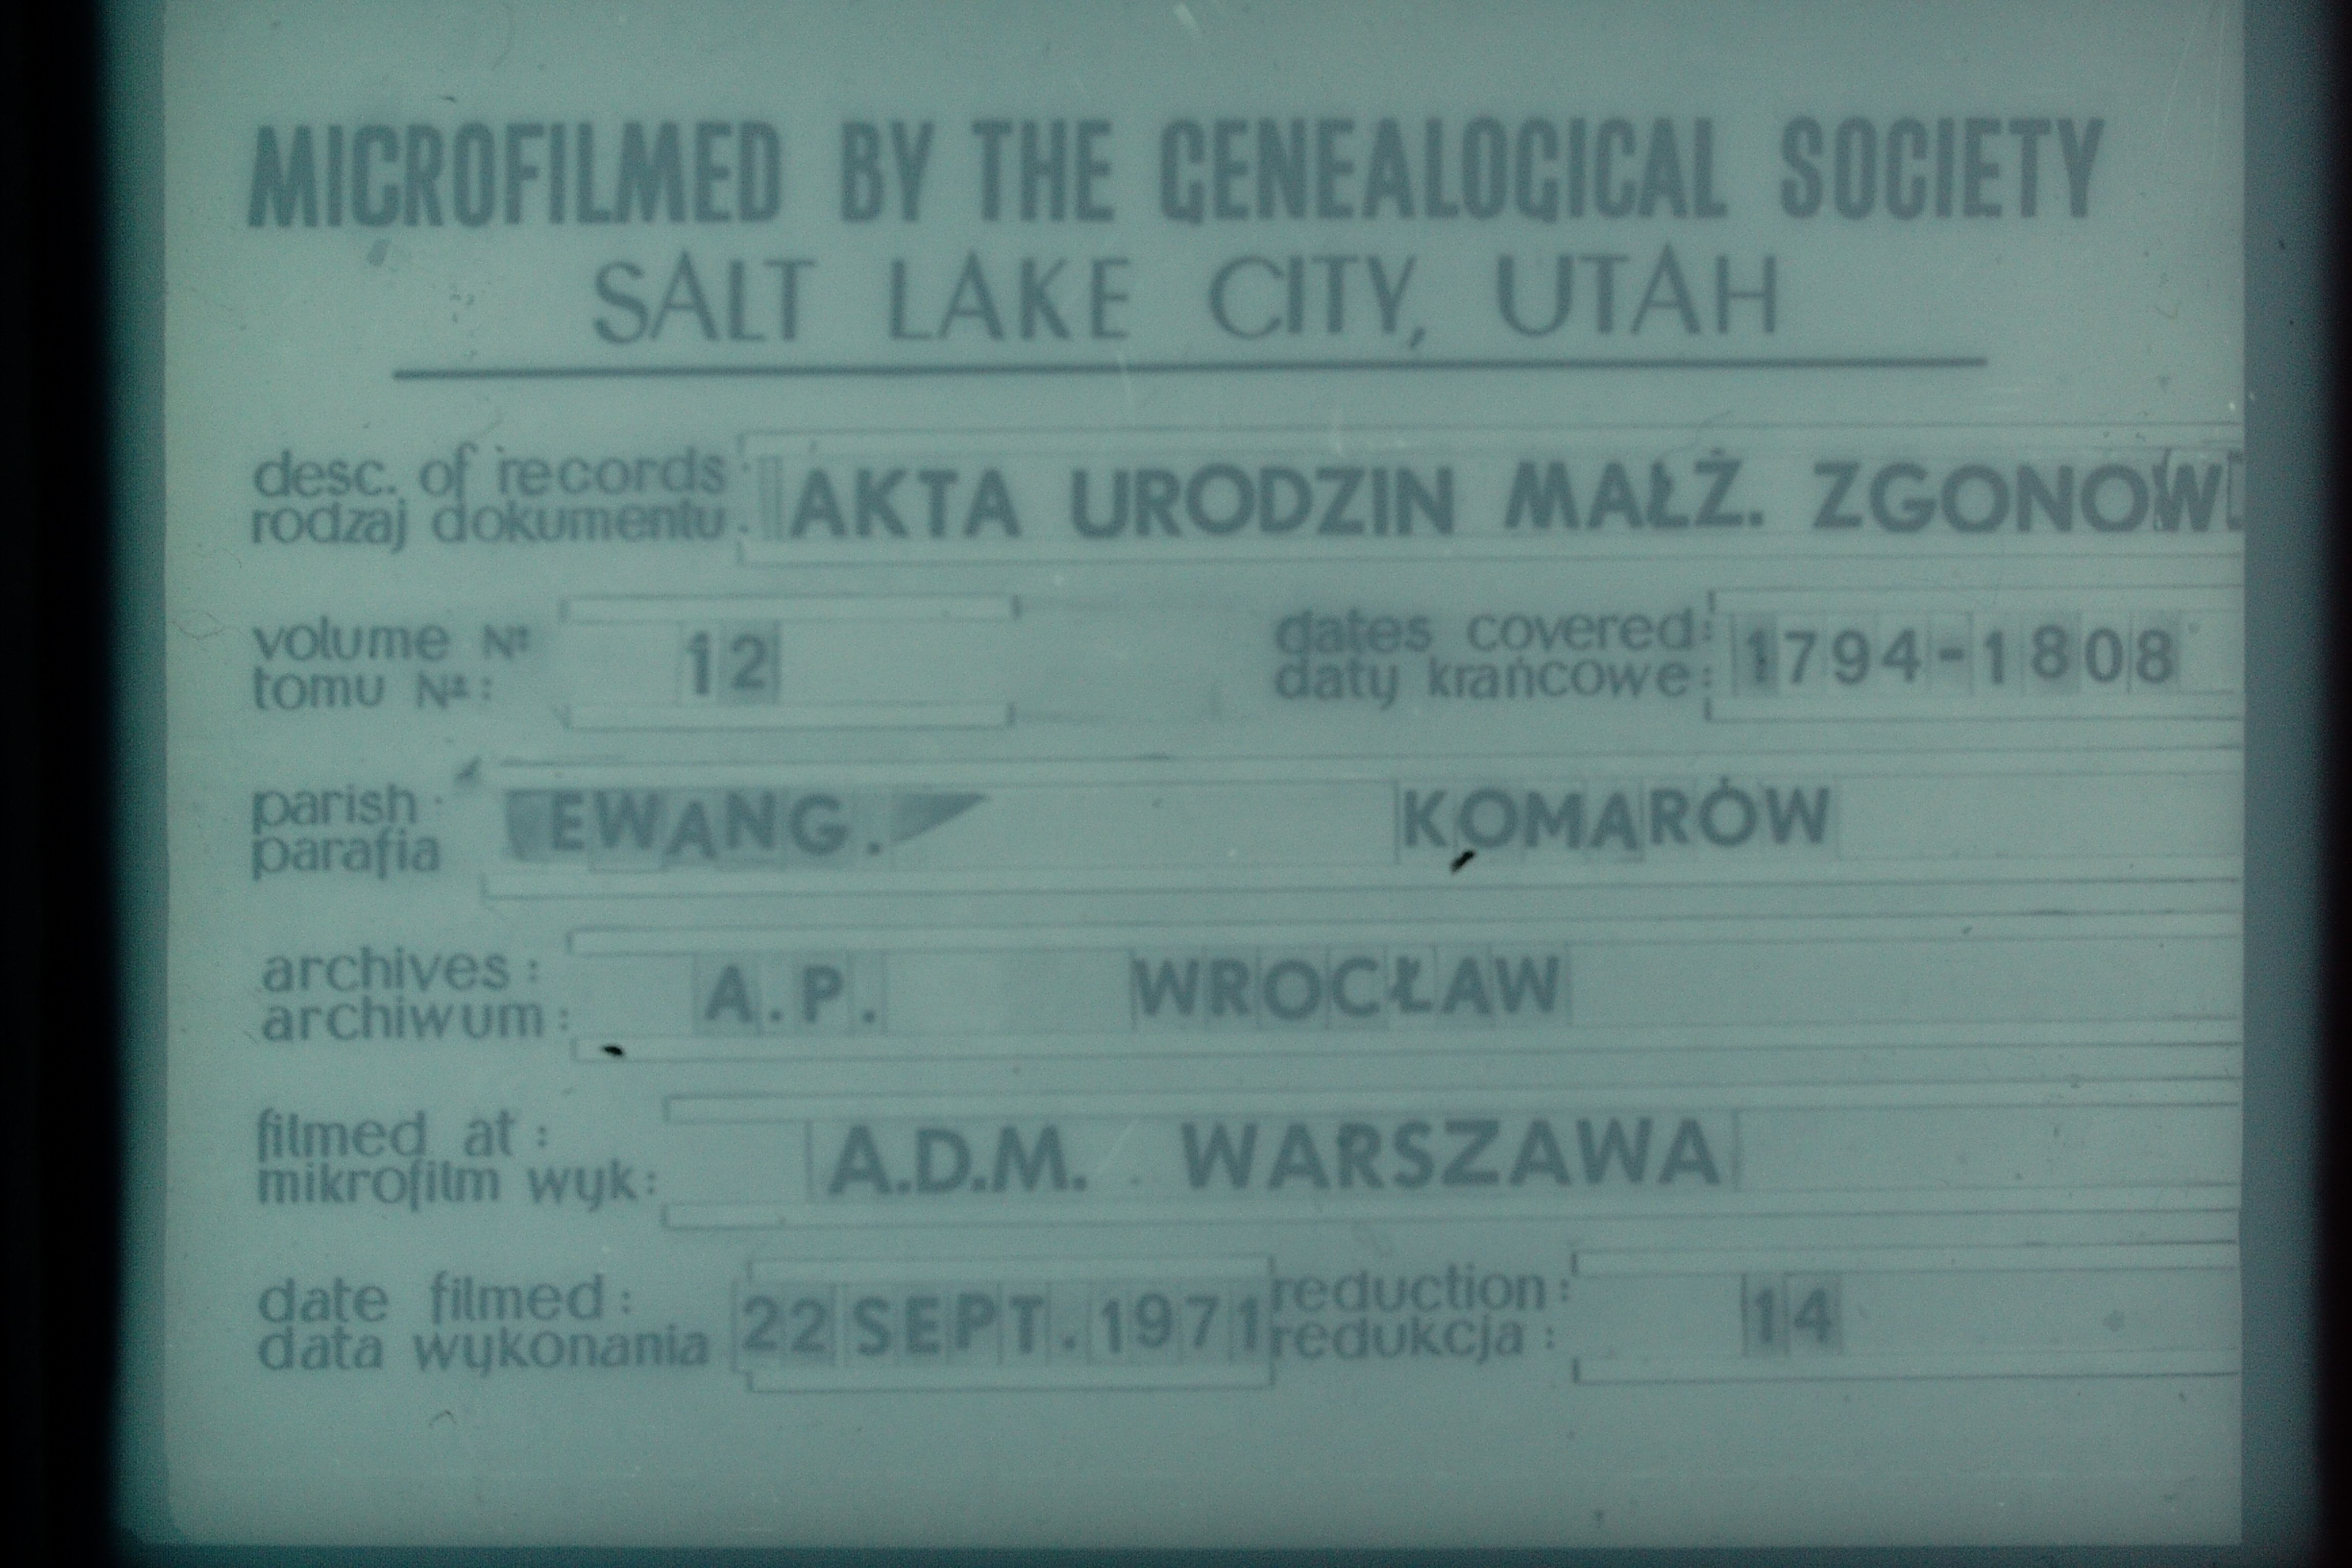 MICROFILMED BY THE GENEALOGICAL SOCIETY
SALT LAKE CITY, UTAH
desc. of records :
rodzaj dokumentu . AKTA URODZIN MAŁŻ. ZGONÓW
volume Nº
tomu Nº : 12
dates covered :
daty krańcowe : 1794-1808
parish :
parafia EWANG. KOMARÓW
archives :
archiwum : A.P. WROCŁAW
filmed at :
mikrofilm wyk : A.D.M. WARSZAWA
date filmed :
data wykonania 22 SEPT. 1971
reduction :
redukcja : 14